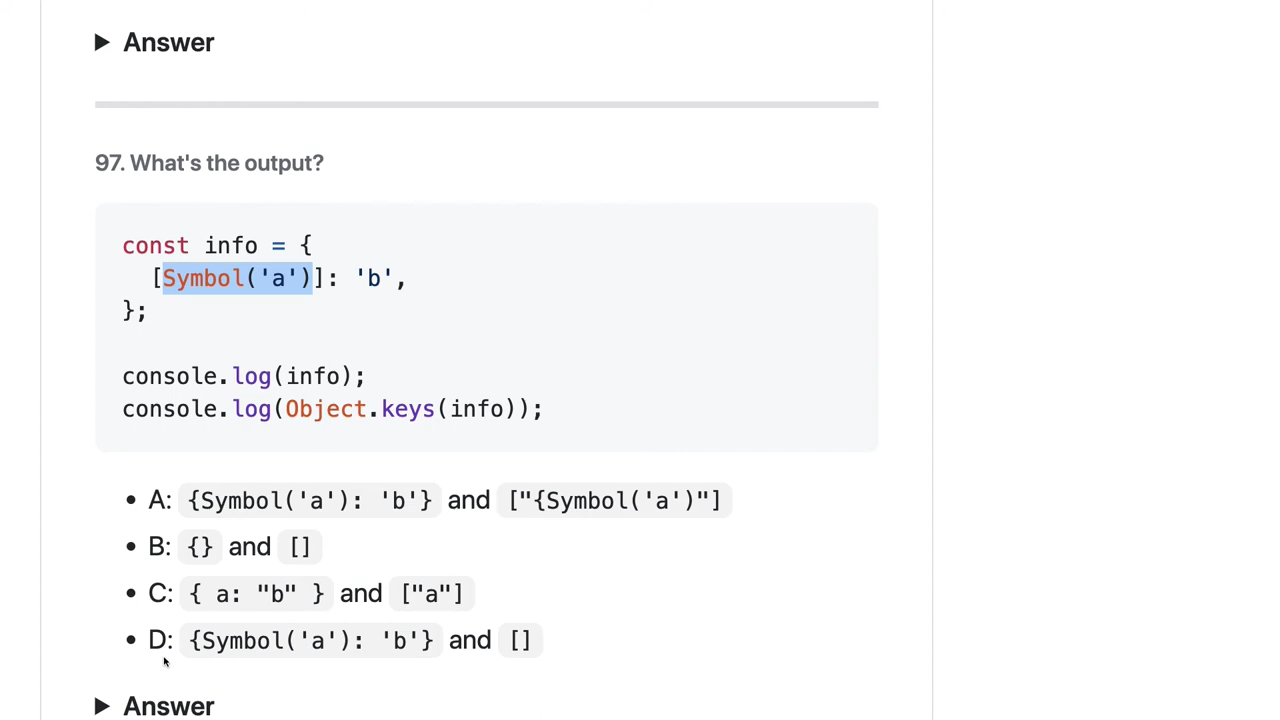 Answer
97. What's the output?
const info = {
  [Symbol('a')]: 'b',
};
console.log(info);
console.log(Object.keys(info));
A: {Symbol('a'): 'b'} and ["{Symbol('a')"]
B: {} and []
C: { a: "b" } and ["a"]
D: {Symbol('a'): 'b'} and []
Answer